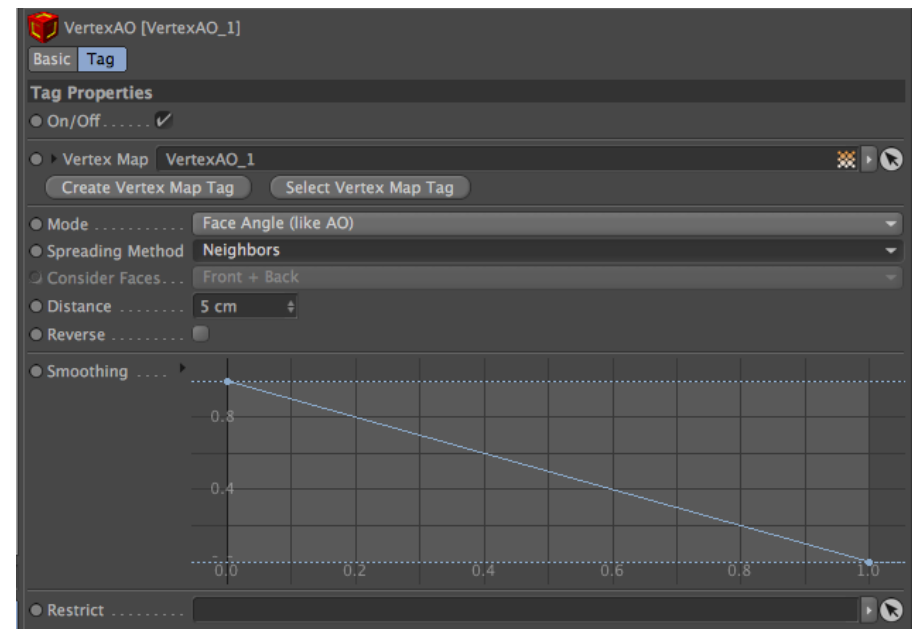 VertexAO [VertexAO_1]
Basic Tag
Tag Properties
On/Off......
Vertex Map VertexAO_1
Create Vertex Map Tag Select Vertex Map Tag
Mode........... Face Angle (like AO)
Spreading Method Neighbors
Consider Faces... Front + Back
Distance ........ 5 cm
Reverse .........
Smoothing ....
0.8
0.4
0.0 0.2 0.4 0.6 0.8 1.0
Restrict .........